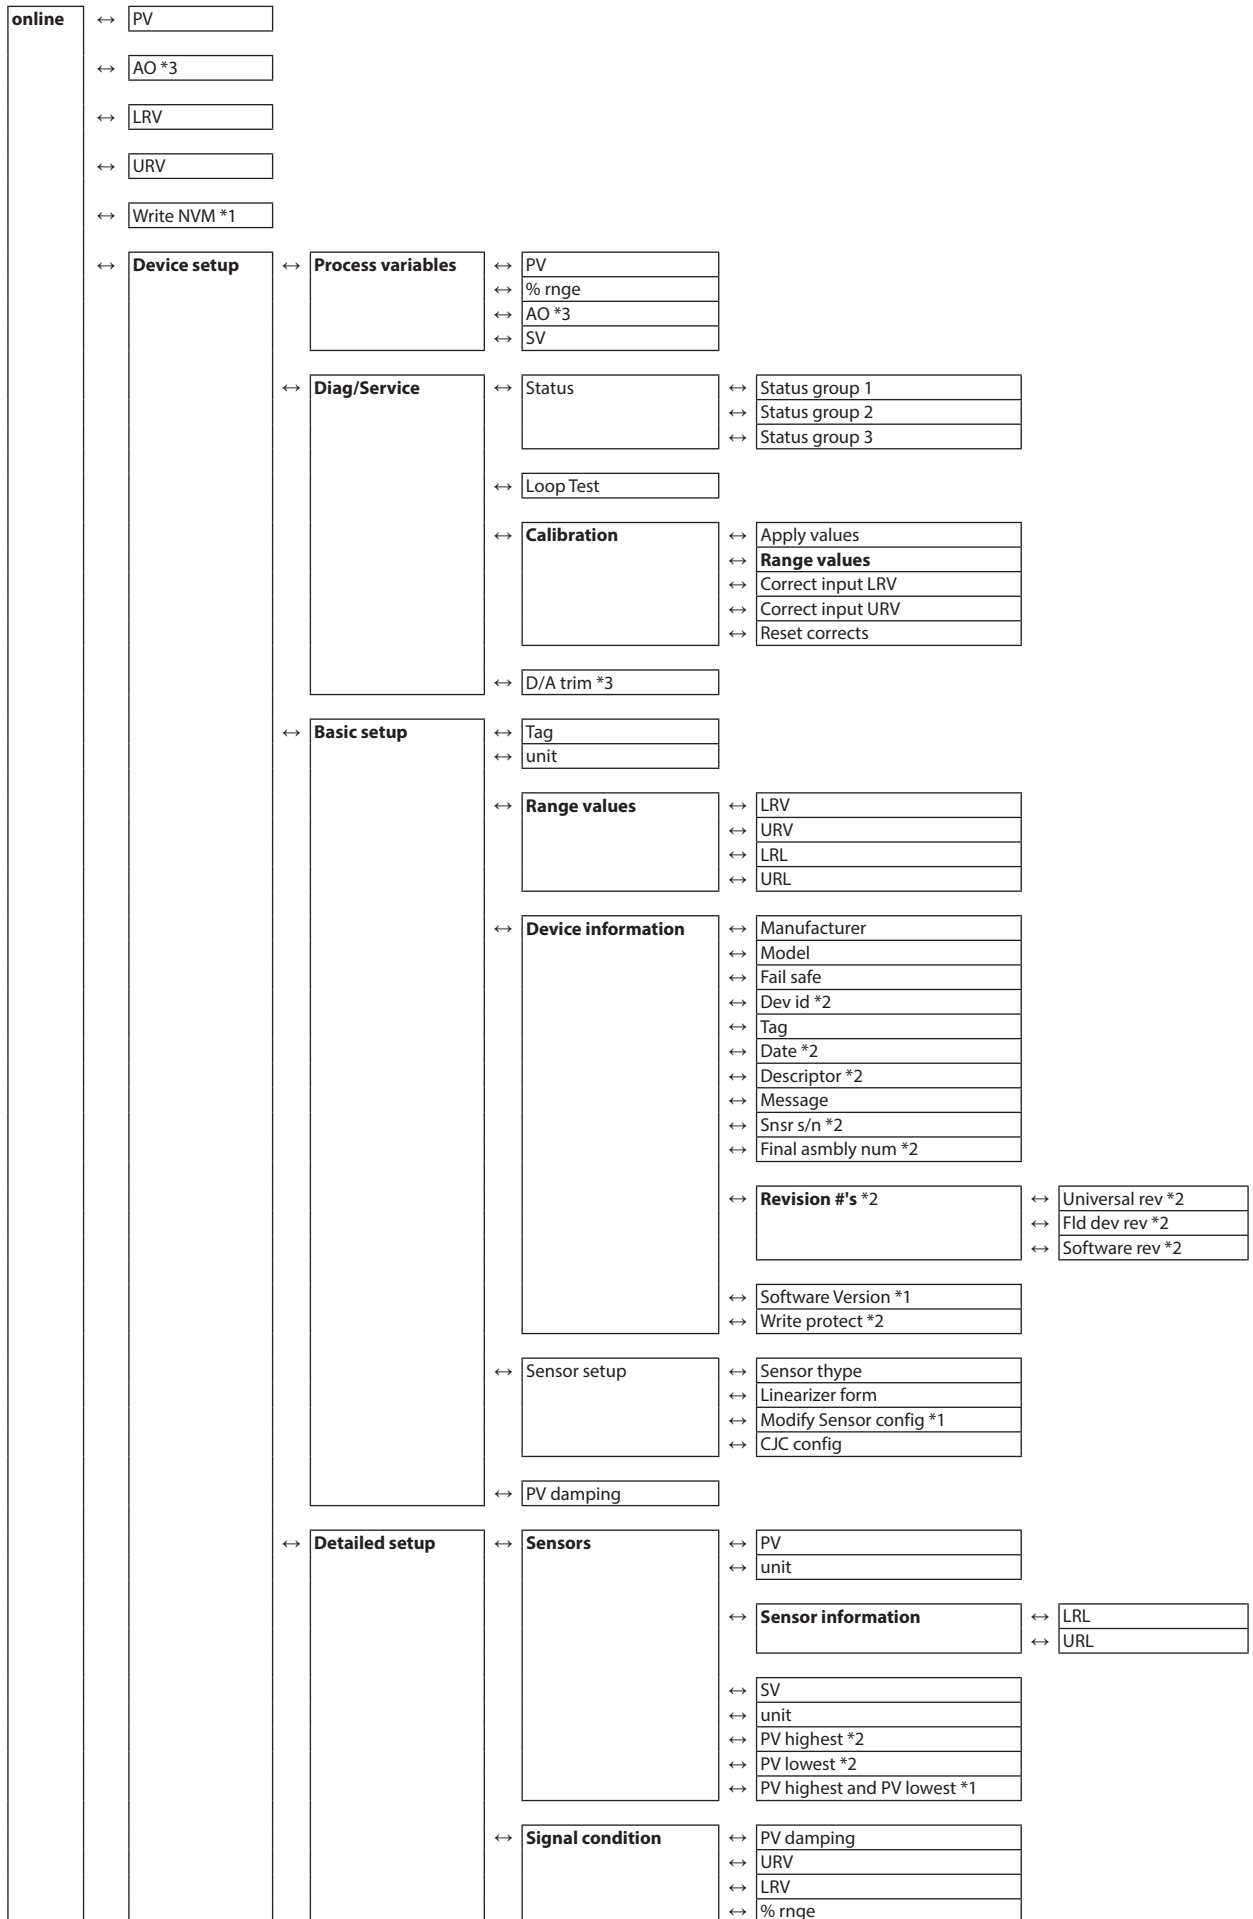 online ↔ PV
↔ AO *3
↔ LRV
↔ URV
↔ Write NVM *1
↔ Device setup ↔ Process variables ↔ PV
↔ % rnge
↔ AO *3
↔ SV
↔ Diag/Service ↔ Status ↔ Status group 1
↔ Status group 2
↔ Status group 3
↔ Loop Test
↔ Calibration ↔ Apply values
↔ Range values
↔ Correct input LRV
↔ Correct input URV
↔ Reset corrects
↔ D/A trim *3
↔ Basic setup ↔ Tag
↔ unit
↔ Range values ↔ LRV
↔ URV
↔ LRL
↔ URL
↔ Device information ↔ Manufacturer
↔ Model
↔ Fail safe
↔ Dev id *2
↔ Tag
↔ Date *2
↔ Descriptor *2
↔ Message
↔ Snsr s/n *2
↔ Final asmbly num *2
↔ Revision #'s *2 ↔ Universal rev *2
↔ Fld dev rev *2
↔ Software rev *2
↔ Software Version *1
↔ Write protect *2
↔ Sensor setup ↔ Sensor thype
↔ Linearizer form
↔ Modify Sensor config *1
↔ CJC config
↔ PV damping
↔ Detailed setup ↔ Sensors ↔ PV
↔ unit
↔ Sensor information ↔ LRL
↔ URL
↔ SV
↔ unit
↔ PV highest *2
↔ PV lowest *2
↔ PV highest and PV lowest *1
↔ Signal condition ↔ PV damping
↔ URV
↔ LRV
↔ % rnge